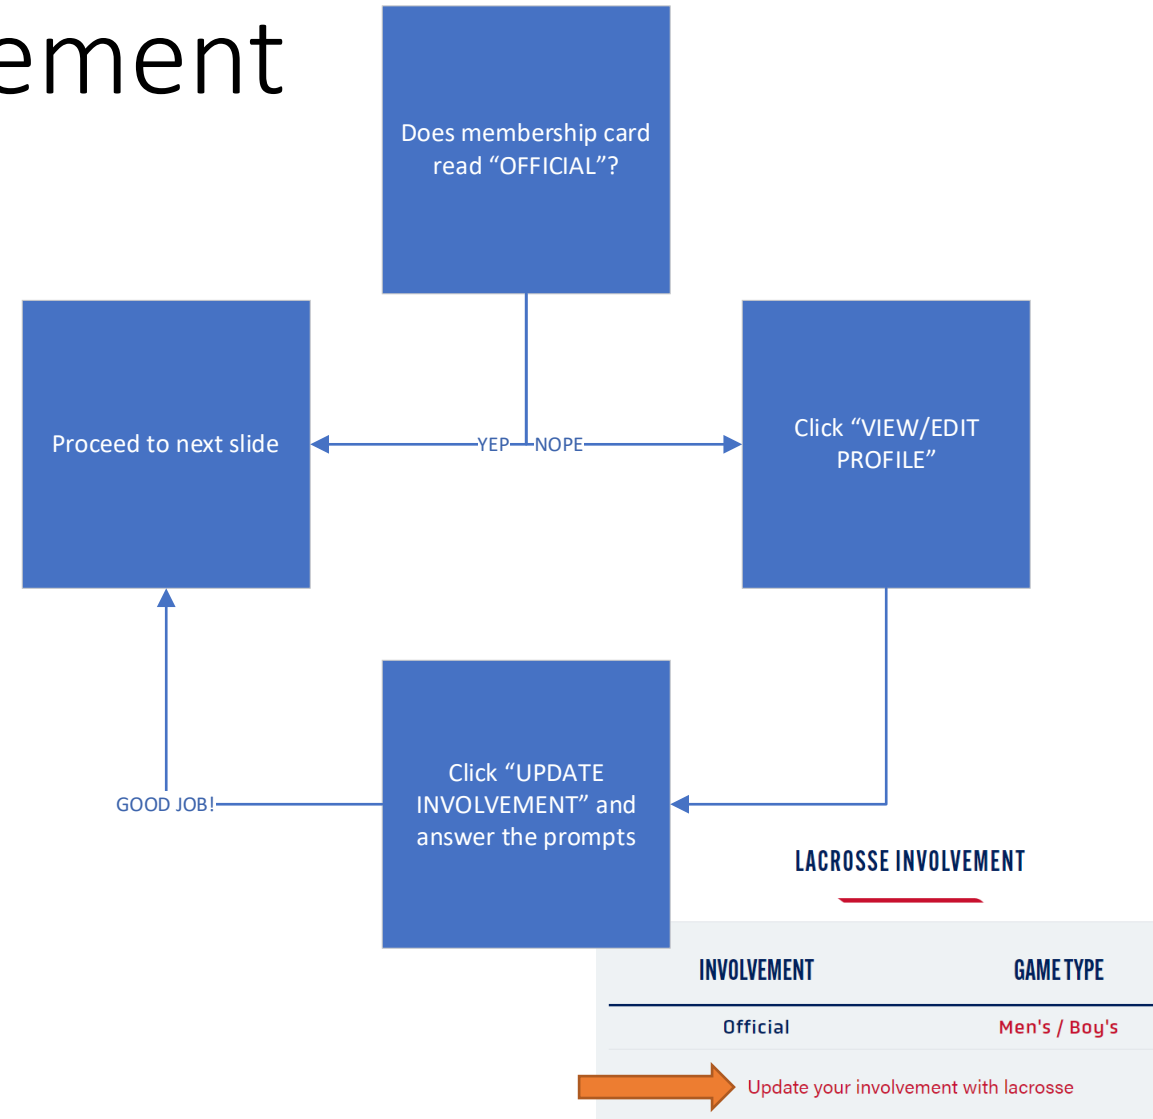 ement
Does membership card
read “OFFICIAL”?
Proceed to next slide
YEP
NOPE
Click “VIEW/EDIT
PROFILE”
Click “UPDATE
INVOLVEMENT” and
answer the prompts
GOOD JOB!
LACROSSE INVOLVEMENT
INVOLVEMENT GAME TYPE
Official Men's / Boy's
Update your involvement with lacrosse